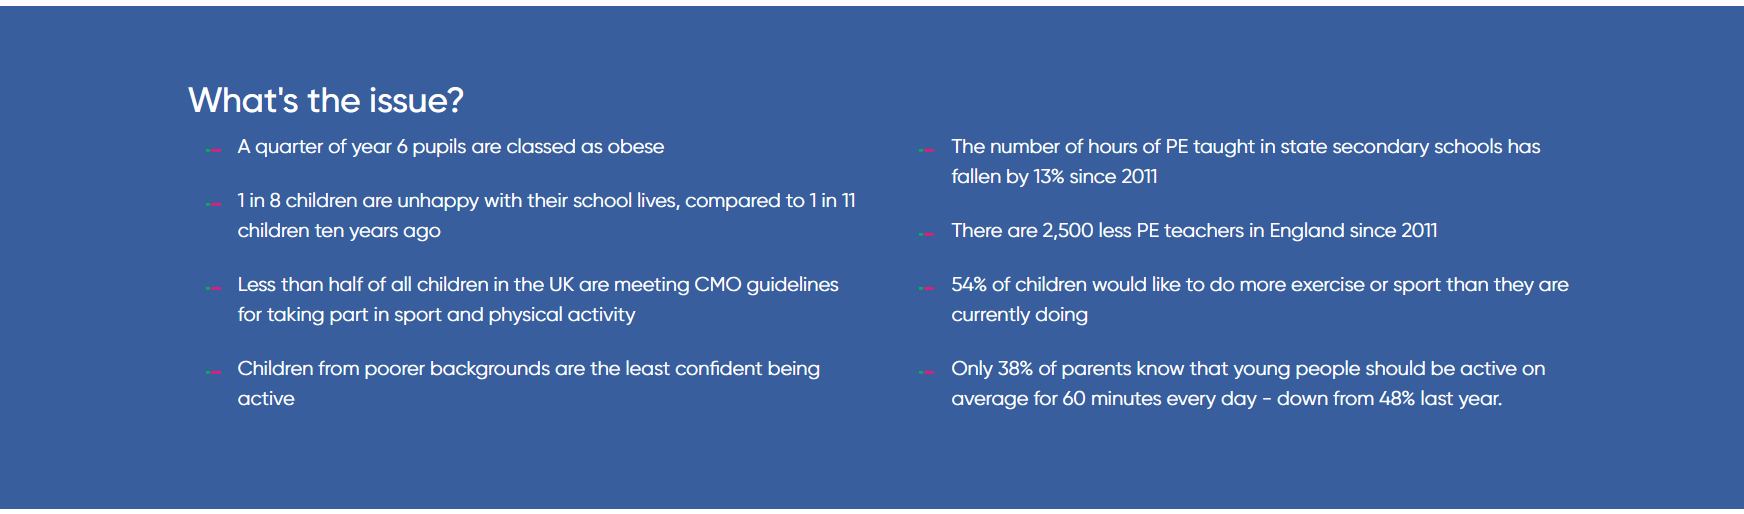 What's the issue?
A quarter of year 6 pupils are classed as obese
1 in 8 children are unhappy with their school lives, compared to 1 in 11
children ten years ago
Less than half of all children in the UK are meeting CMO guidelines
for taking part in sport and physical activity
Children from poorer backgrounds are the least confident being
active
The number of hours of PE taught in state secondary schools has
fallen by 13% since 2011
There are 2,500 less PE teachers in England since 2011
54% of children would like to do more exercise or sport than they are
currently doing
Only 38% of parents know that young people should be active on
average for 60 minutes every day - down from 48% last year.